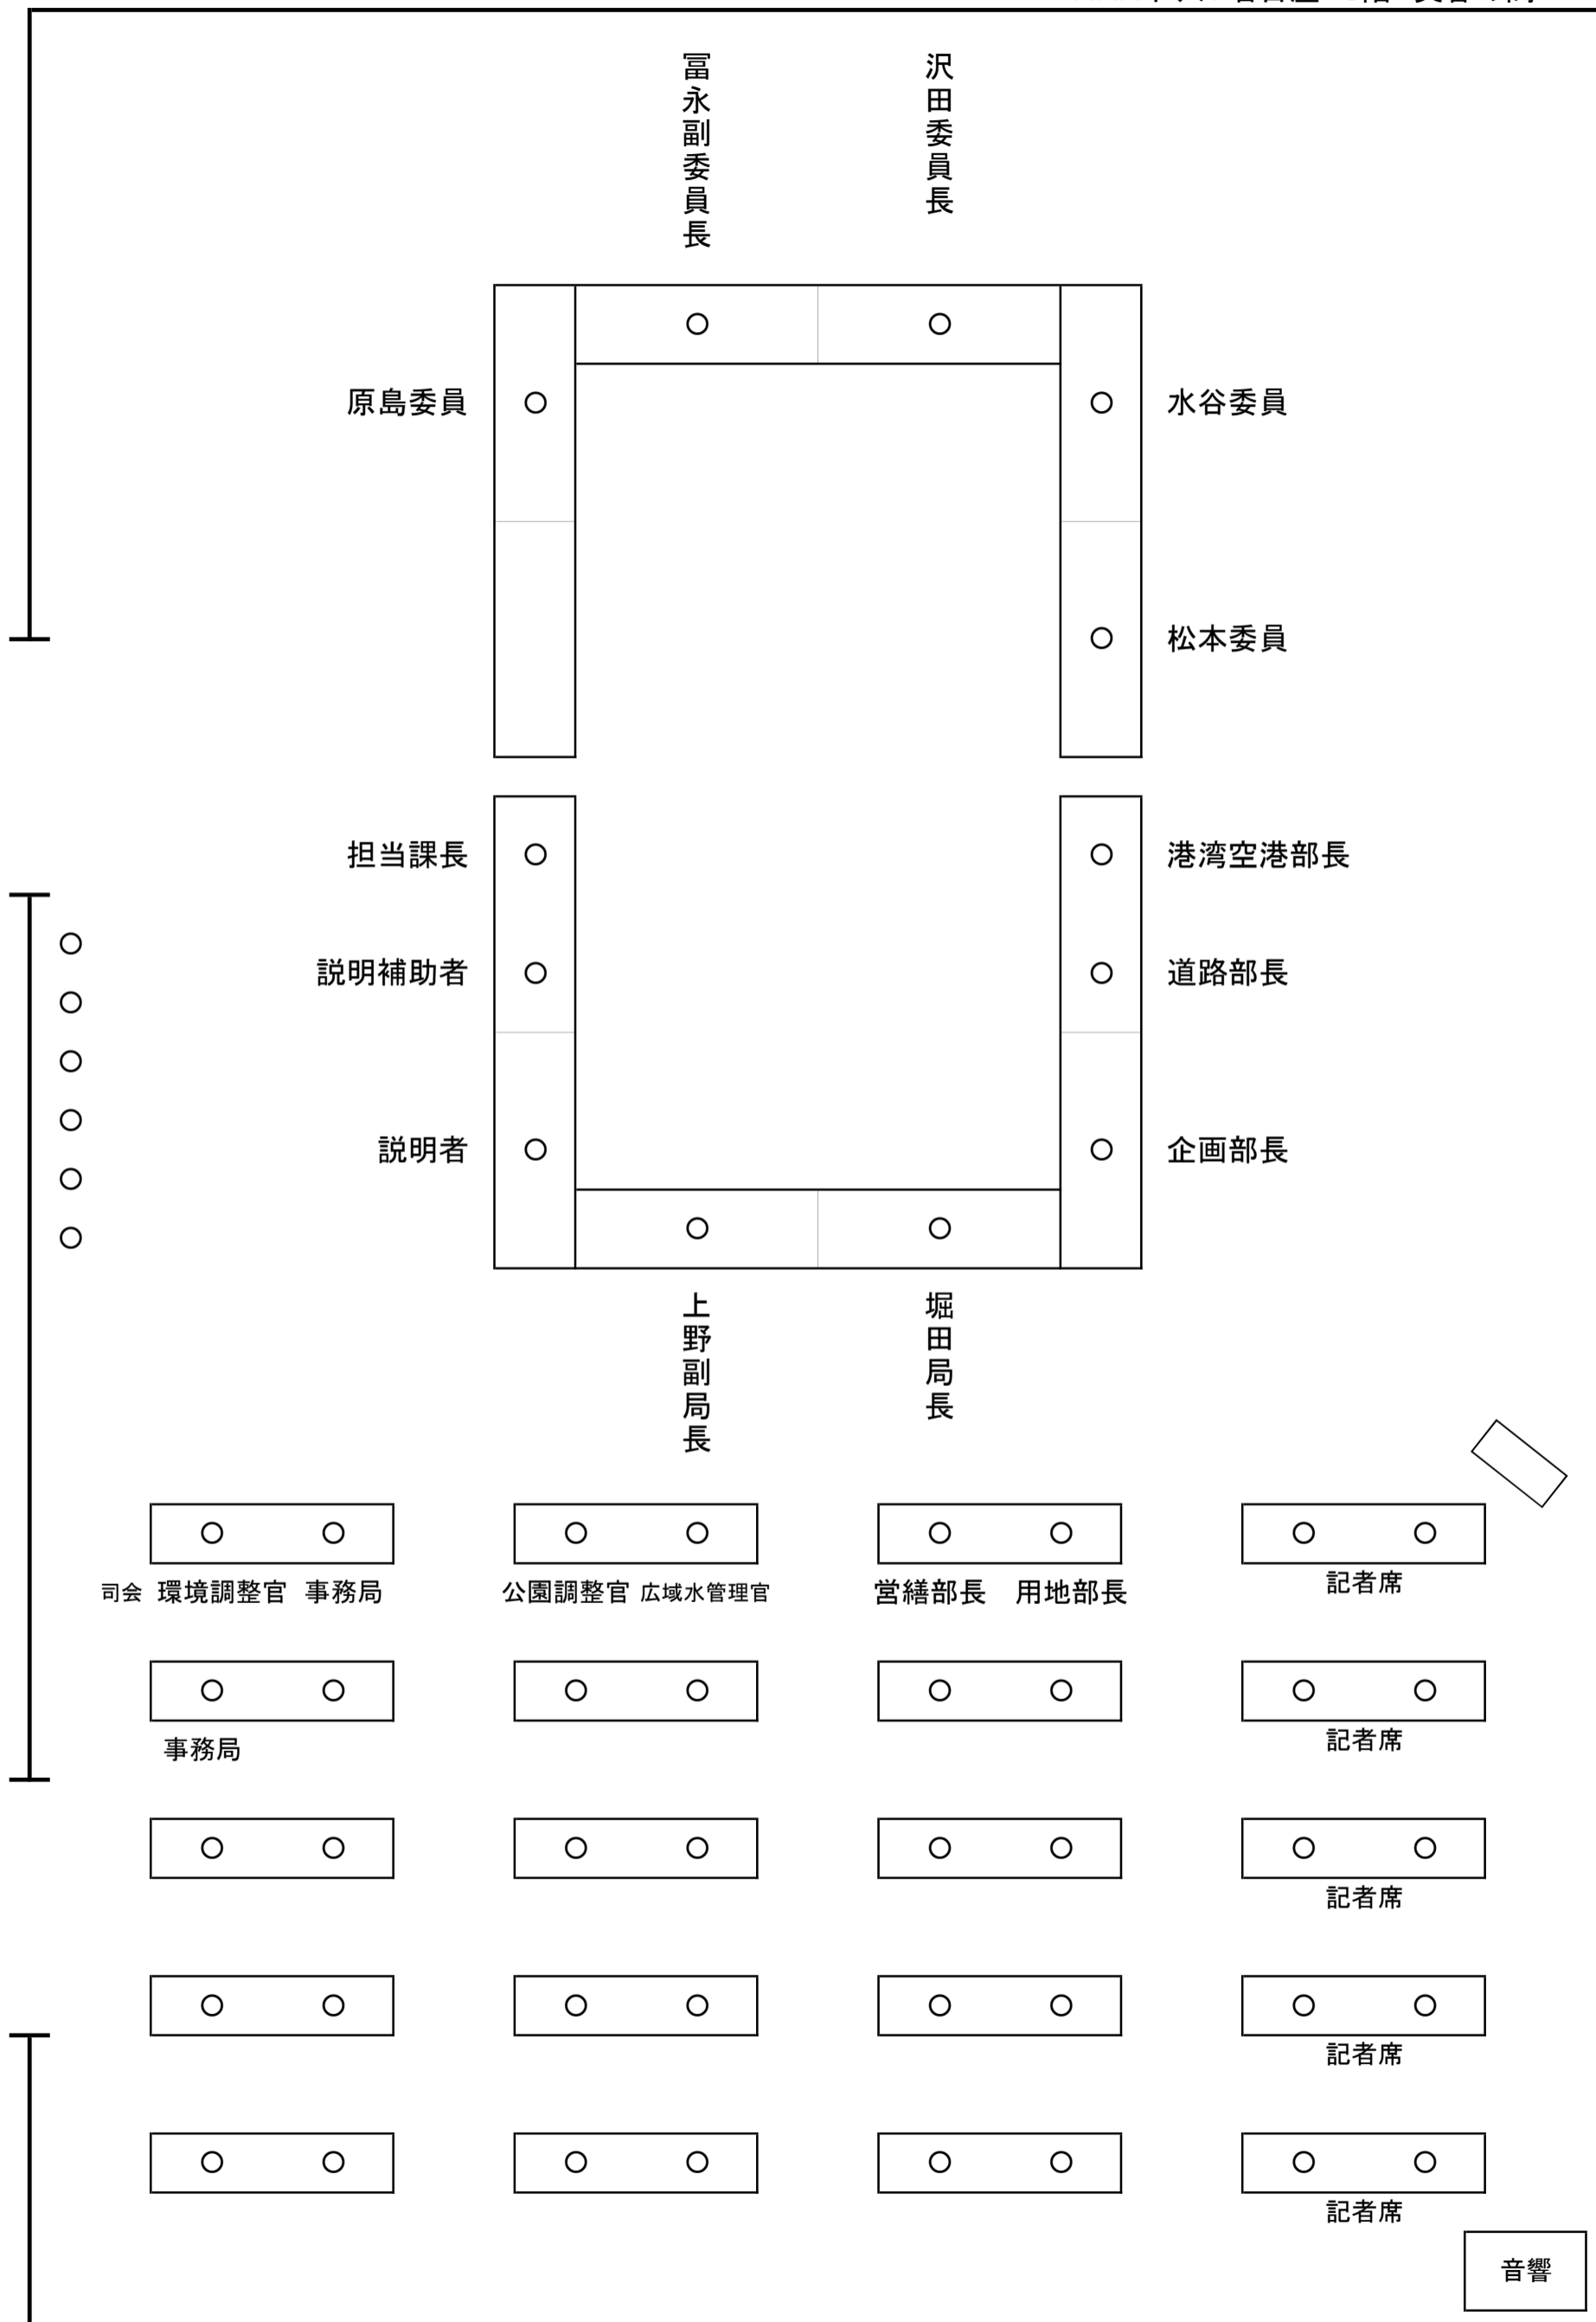 冨永副委員長
沢田委員長
原島委員
水谷委員
松本委員
担当課長
港湾空港部長
説明補助者
道路部長
説明者
企画部長
上野副局長
堀田局長
司会 環境調整官 事務局
公園調整官 広域水管理官
営繕部長 用地部長
記者席
事務局
記者席
記者席
記者席
記者席
音響